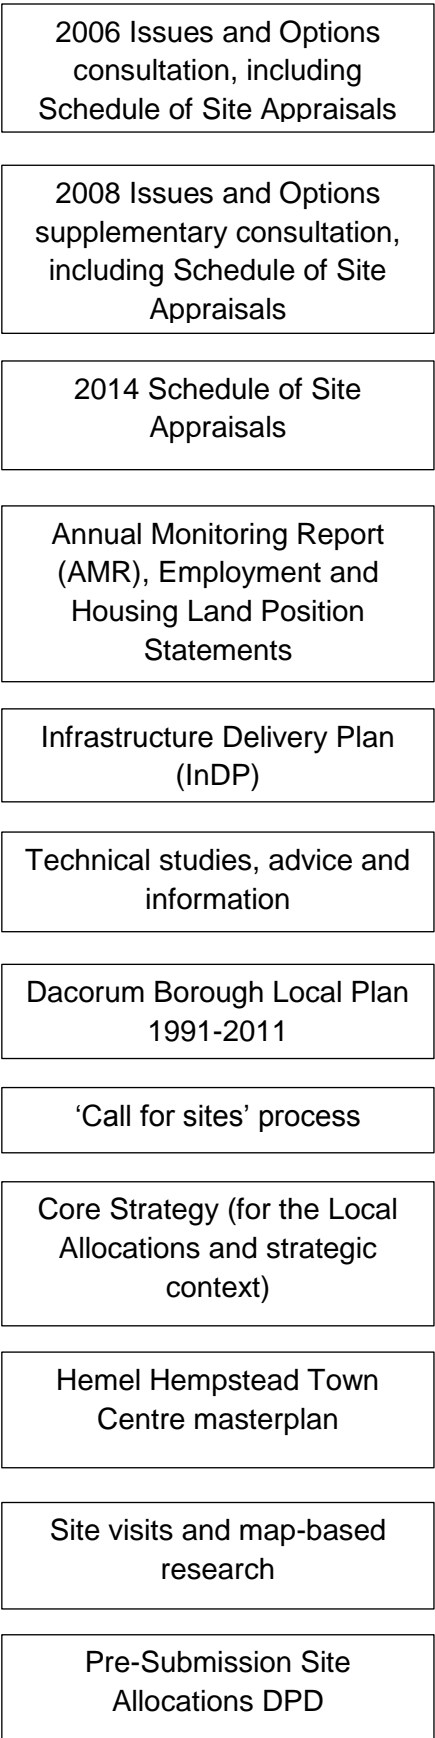 2006 Issues and Options
consultation, including
Schedule of Site Appraisals
2008 Issues and Options
supplementary consultation,
including Schedule of Site
Appraisals
2014 Schedule of Site
Appraisals
Annual Monitoring Report
(AMR), Employment and
Housing Land Position
Statements
Infrastructure Delivery Plan
(InDP)
Technical studies, advice and
information
Dacorum Borough Local Plan
1991-2011
‘Call for sites’ process
Core Strategy (for the Local
Allocations and strategic
context)
Hemel Hempstead Town
Centre masterplan
Site visits and map-based
research
Pre-Submission Site
Allocations DPD